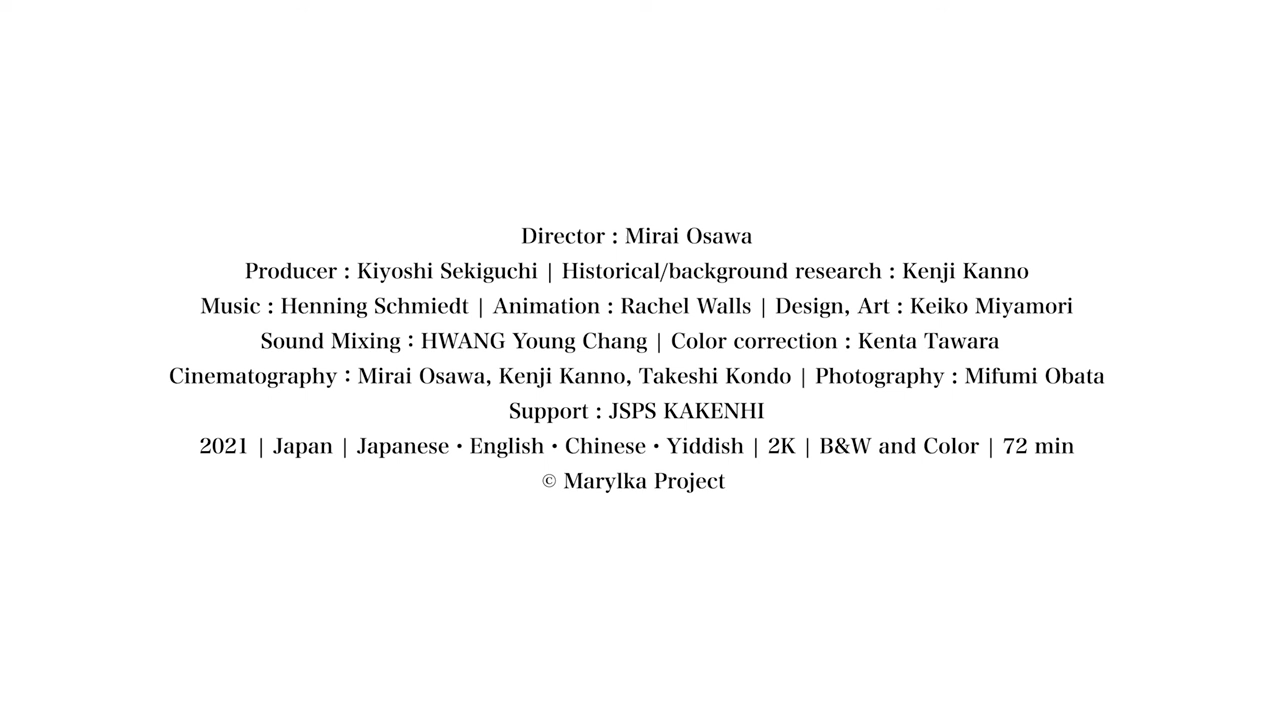 Director : Mirai Osawa
Producer : Kiyoshi Sekiguchi | Historical/background research : Kenji Kanno
Music : Henning Schmiedt | Animation : Rachel Walls | Design, Art : Keiko Miyamori
Sound Mixing：HWANG Young Chang | Color correction : Kenta Tawara
Cinematography：Mirai Osawa, Kenji Kanno, Takeshi Kondo | Photography : Mifumi Obata
Support : JSPS KAKENHI
2021 | Japan | Japanese・English・Chinese・Yiddish | 2K | B&W and Color | 72 min
© Marylka Project